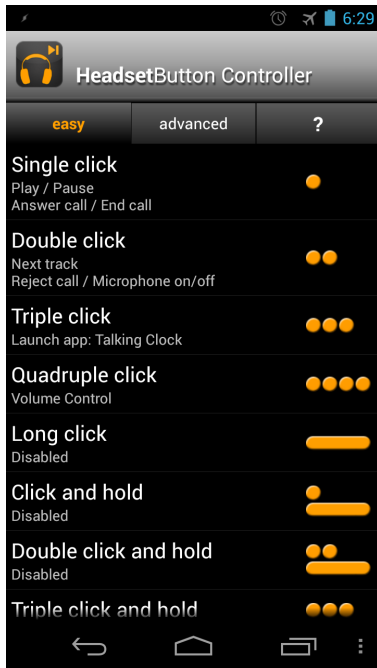 6:29
HeadsetButton Controller
easy advanced ?
Single click
Play / Pause
Answer call / End call
Double click
Next track
Reject call / Microphone on/off
Triple click
Launch app: Talking Clock
Quadruple click
Volume Control
Long click
Disabled
Click and hold
Disabled
Double click and hold
Disabled
Triple click and hold